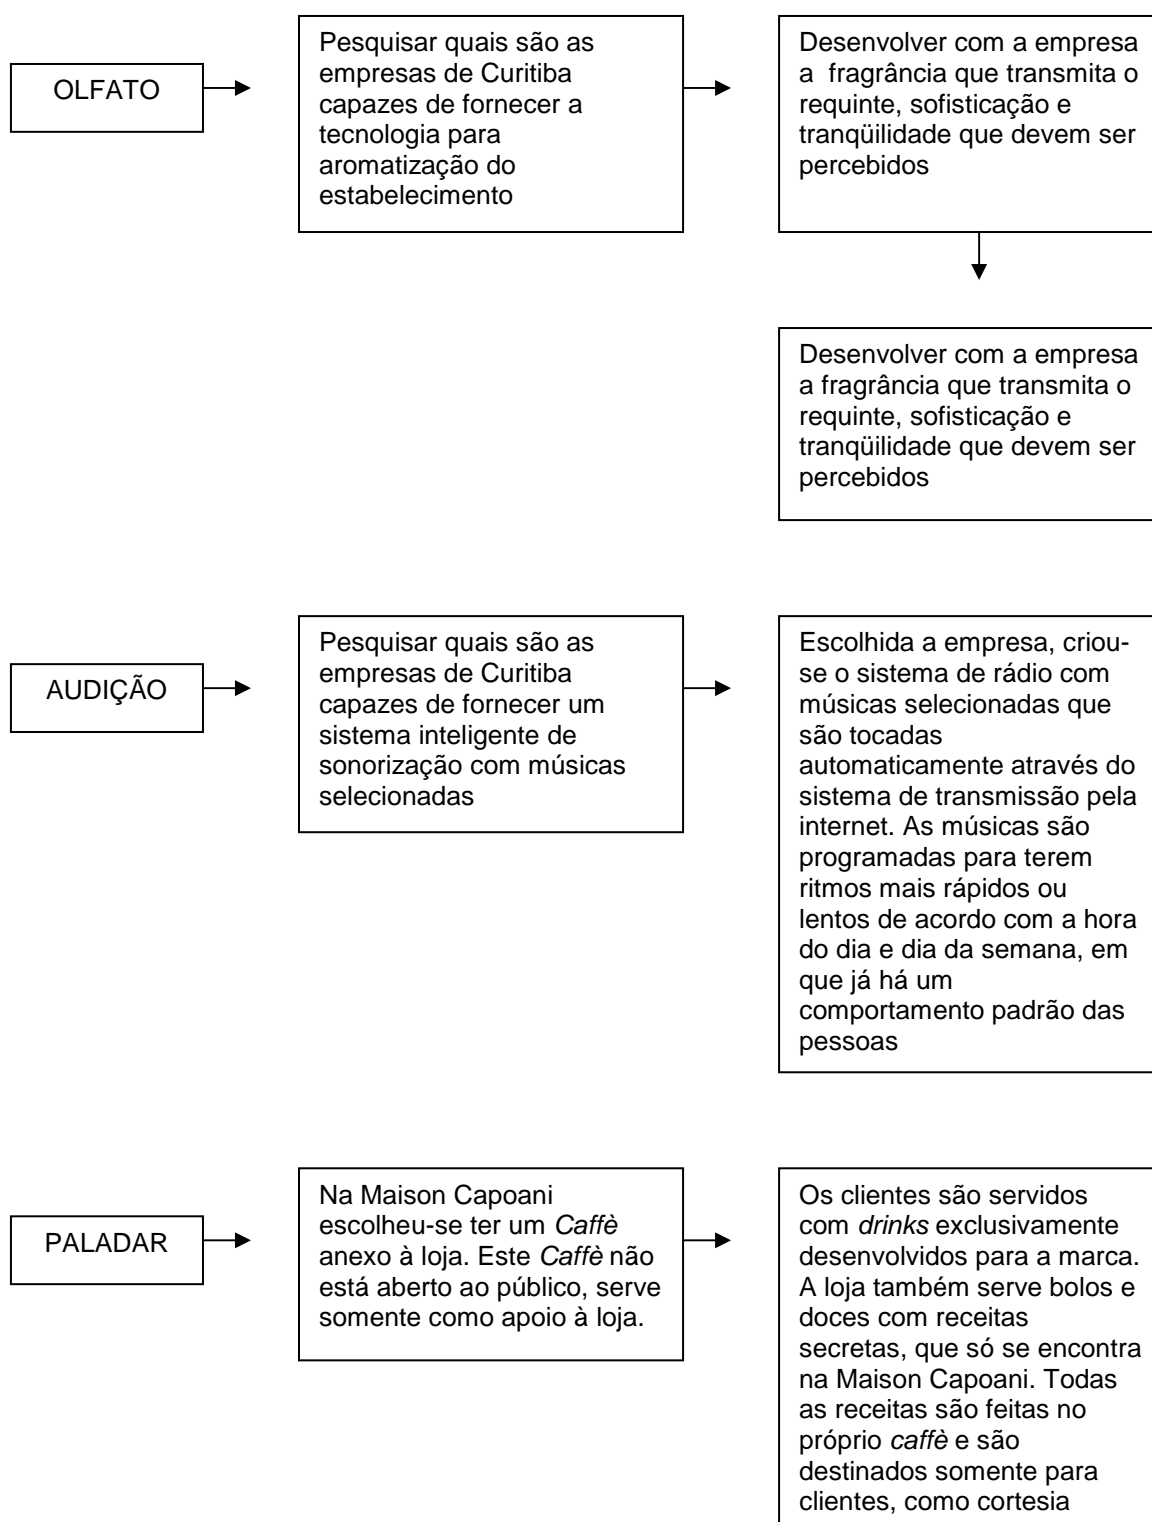 OLFATO
Pesquisar quais são as
empresas de Curitiba
capazes de fornecer a
tecnologia para
aromatização do
estabelecimento
Desenvolver com a empresa
a fragrância que transmita o
requinte, sofisticação e
tranqüilidade que devem ser
percebidos
Desenvolver com a empresa
a fragrância que transmita o
requinte, sofisticação e
tranqüilidade que devem ser
percebidos
AUDIÇÃO
Pesquisar quais são as
empresas de Curitiba
capazes de fornecer um
sistema inteligente de
sonorização com músicas
selecionadas
Escolhida a empresa, criou-
se o sistema de rádio com
músicas selecionadas que
são tocadas
automaticamente através do
sistema de transmissão pela
internet. As músicas são
programadas para terem
ritmos mais rápidos ou
lentos de acordo com a hora
do dia e dia da semana, em
que já há um
comportamento padrão das
pessoas
PALADAR
Na Maison Capoani
escolheu-se ter um Caffè
anexo à loja. Este Caffè não
está aberto ao público, serve
somente como apoio à loja.
Os clientes são servidos
com drinks exclusivamente
desenvolvidos para a marca.
A loja também serve bolos e
doces com receitas
secretas, que só se encontra
na Maison Capoani. Todas
as receitas são feitas no
próprio caffè e são
destinados somente para
clientes, como cortesia